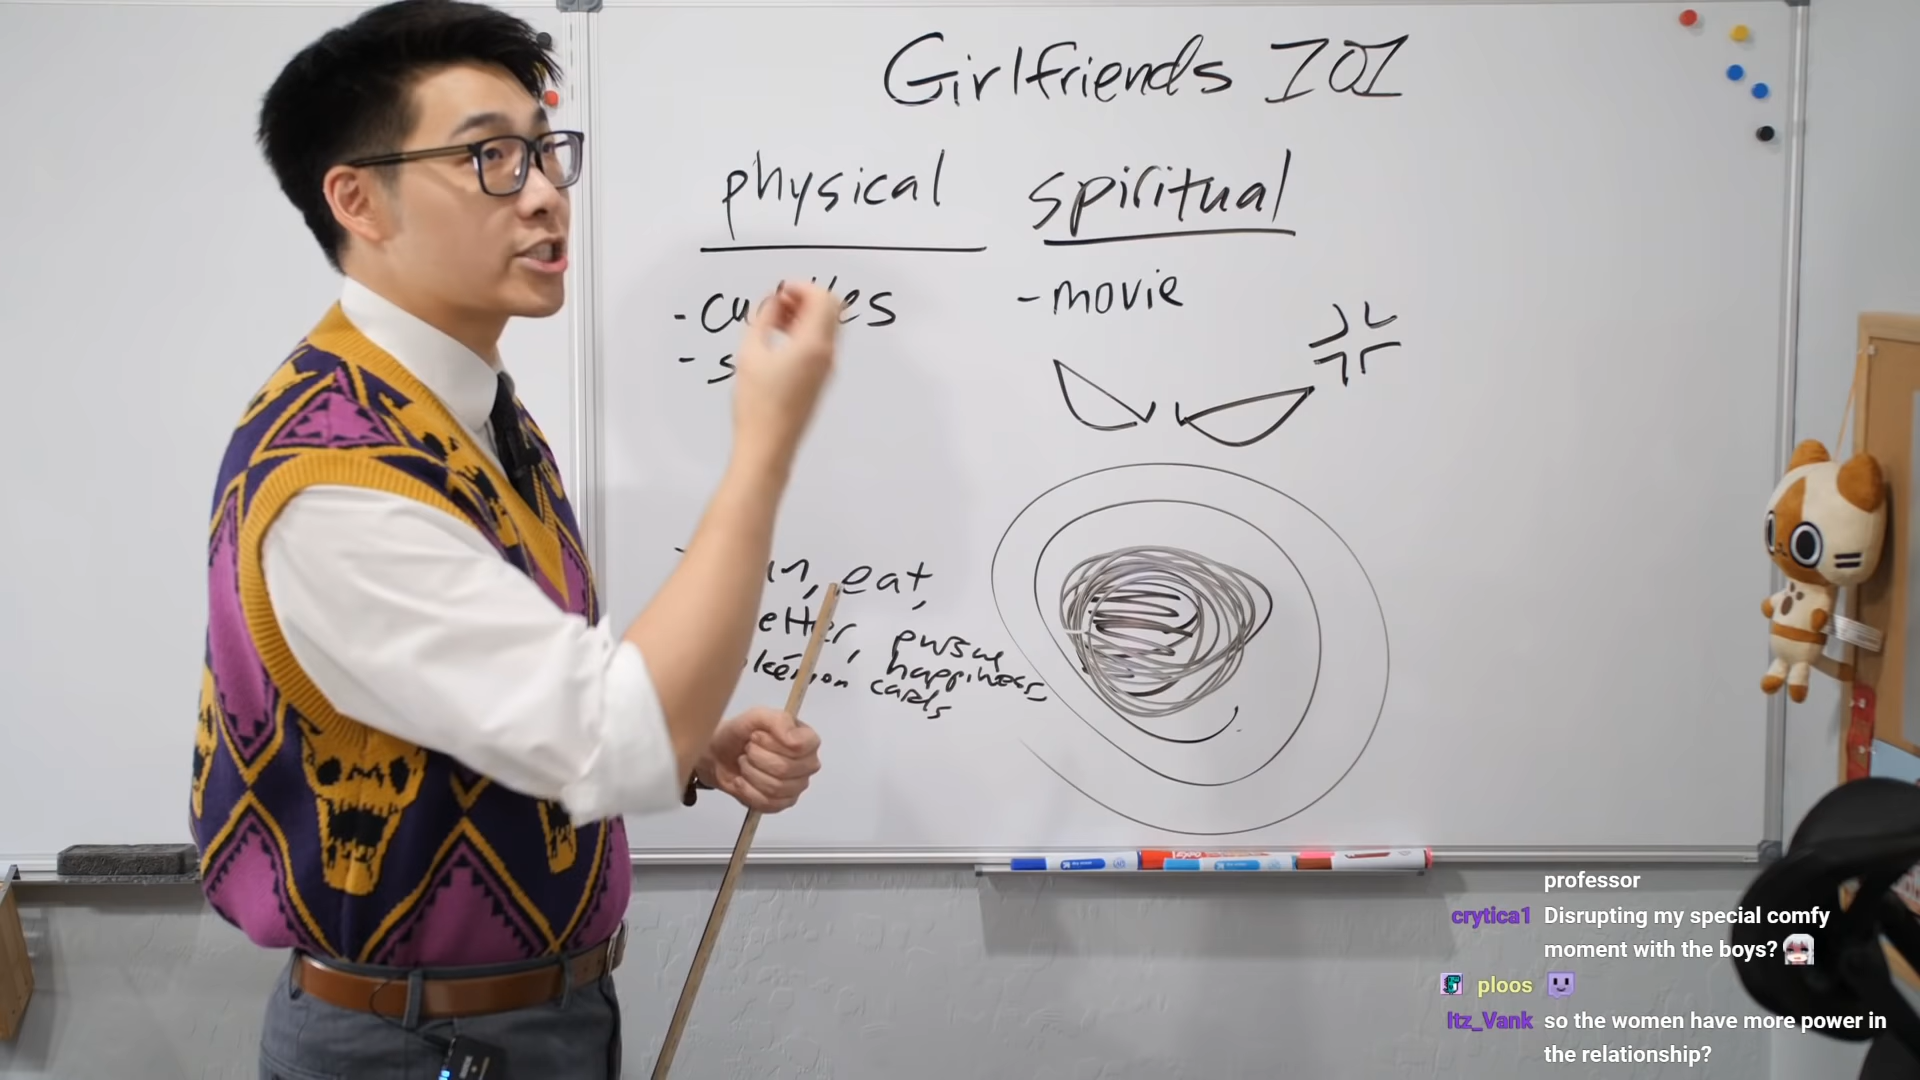 Girlfriends 101
physical
spiritual
- movie
eat,
pursue
happiness,
cards
professor
crytica1 Disrupting my special comfy
moment with the boys?
ploos
Itz_Vank so the women have more power in
the relationship?